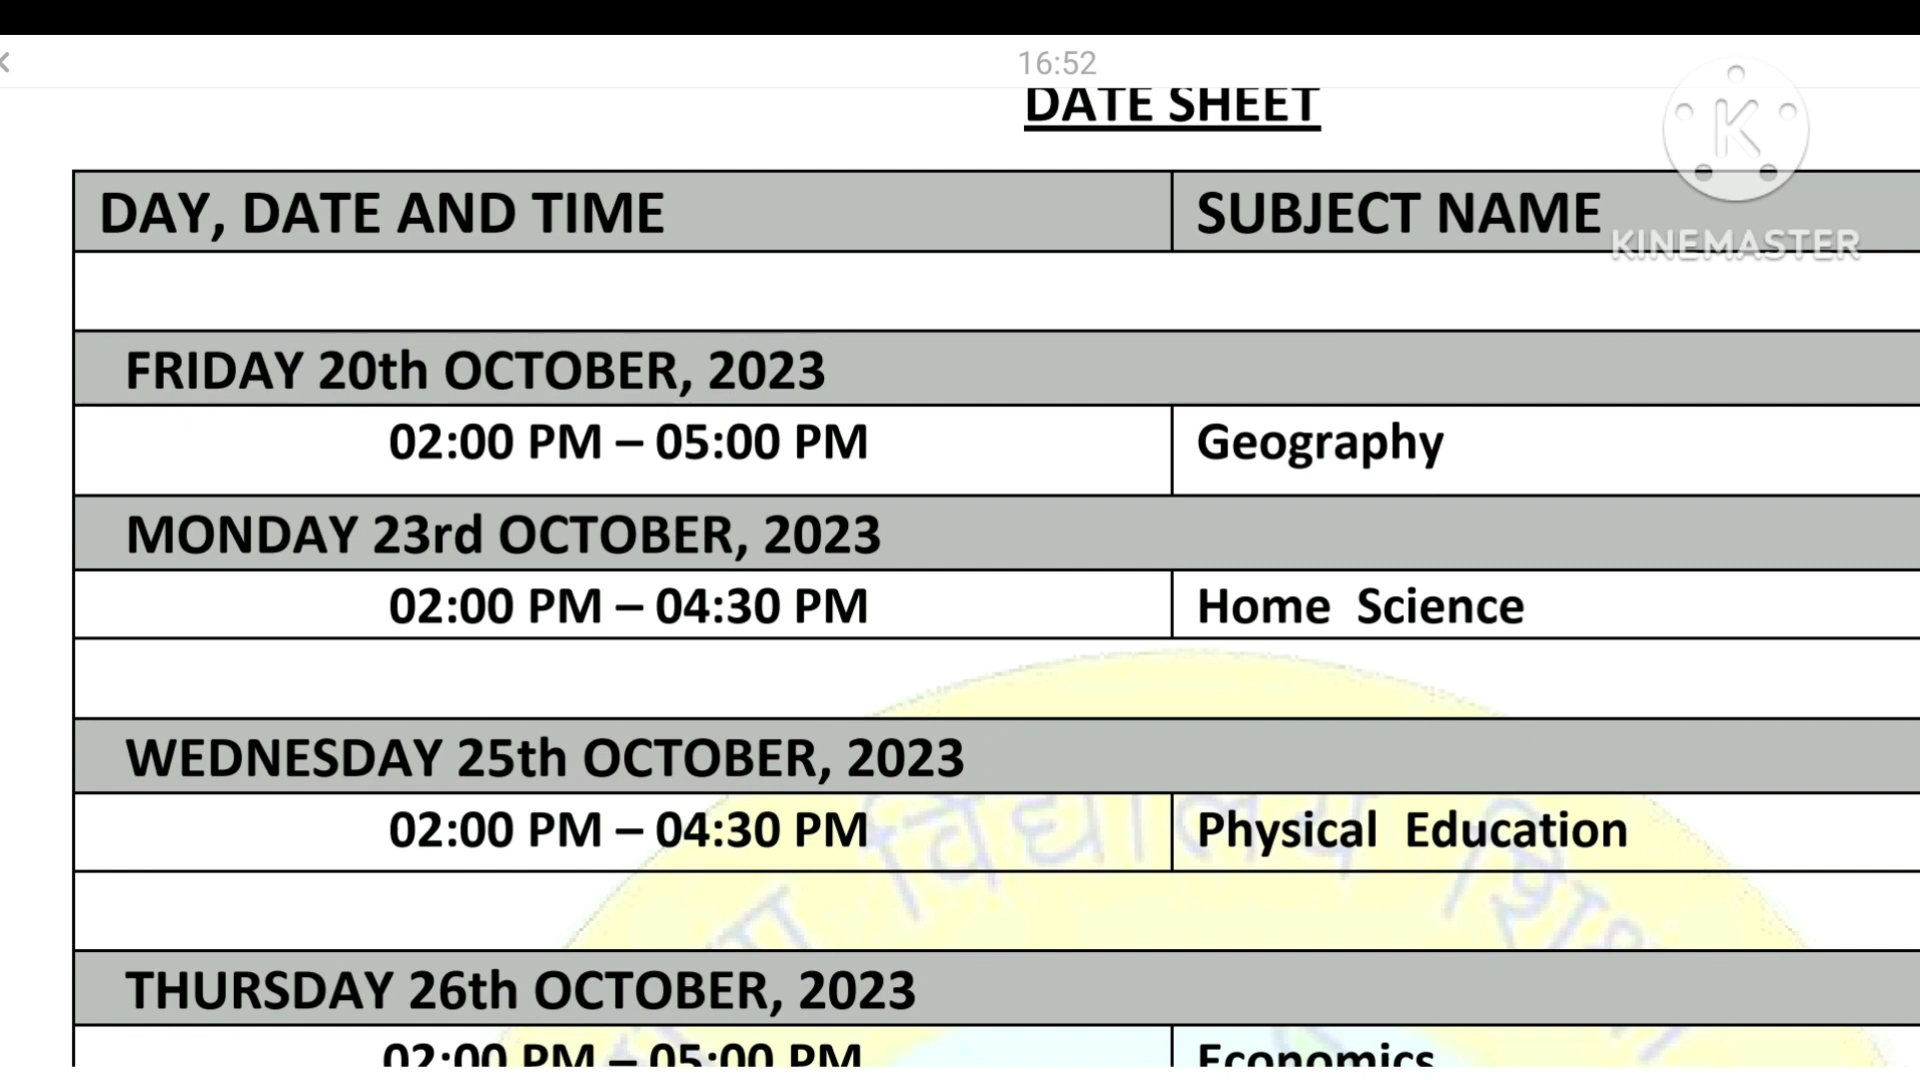 16:52
DATE SHEET
K
KINEMASTER
DAY, DATE AND TIME SUBJECT NAME
FRIDAY 20th OCTOBER, 2023
02:00 PM – 05:00 PM Geography
MONDAY 23rd OCTOBER, 2023
02:00 PM – 04:30 PM Home Science
WEDNESDAY 25th OCTOBER, 2023
02:00 PM – 04:30 PM Physical Education
विद्यालय
THURSDAY 26th OCTOBER, 2023
02:00 PM – 05:00 PM Economics